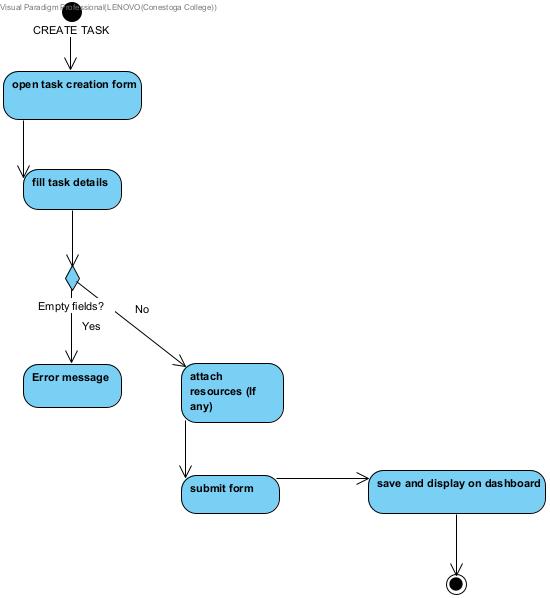 Visual Paradigm Professional(LENOVO(Conestoga College))
CREATE TASK
open task creation form
fill task details
Empty fields?
No
Yes
Error message
attach
resources (If
any)
submit form
save and display on dashboard